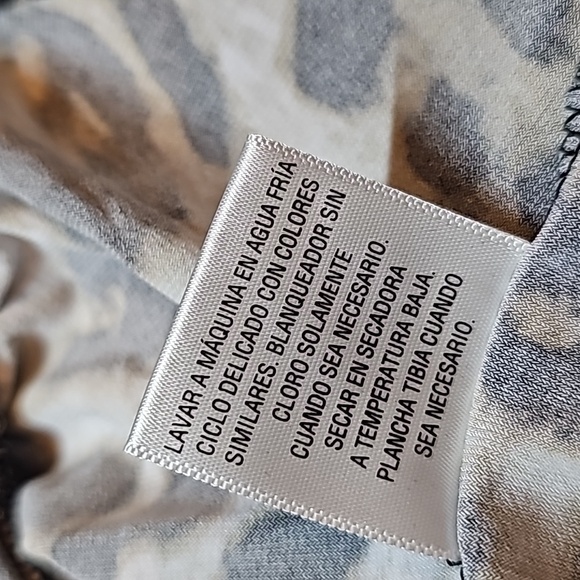 LAVAR A MÁQUINA EN AGUA FRÍA
CICLO DELICADO CON COLORES
SIMILARES. BLANQUEADOR SIN
CLORO SOLAMENTE
CUANDO SEA NECESARIO.
SECAR EN SECADORA
A TEMPERATURA BAJA.
PLANCHA TIBIA CUANDO
SEA NECESARIO.